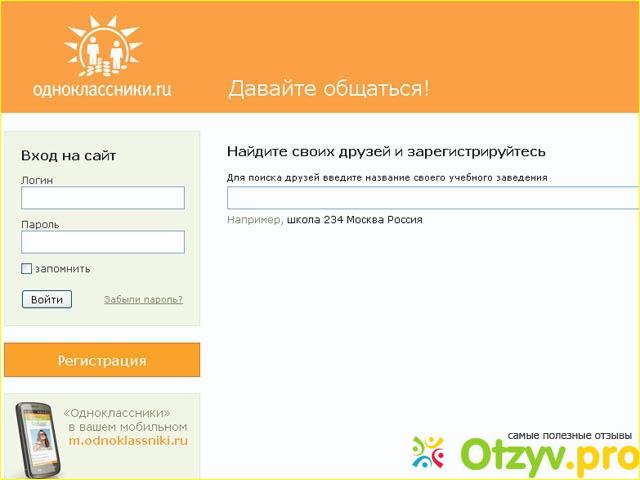 одноклассники.ru
Давайте общаться!
Вход на сайт
Логин
Пароль
запомнить
Войти
Забыли пароль?
Найдите своих друзей и зарегистрируйтесь
Для поиска друзей введите название своего учебного заведения
Например, школа 234 Москва Россия
Регистрация
«Одноклассники»
в вашем мобильном
m.odnoklassniki.ru
самые полезные отзывы
Otzyv.pro